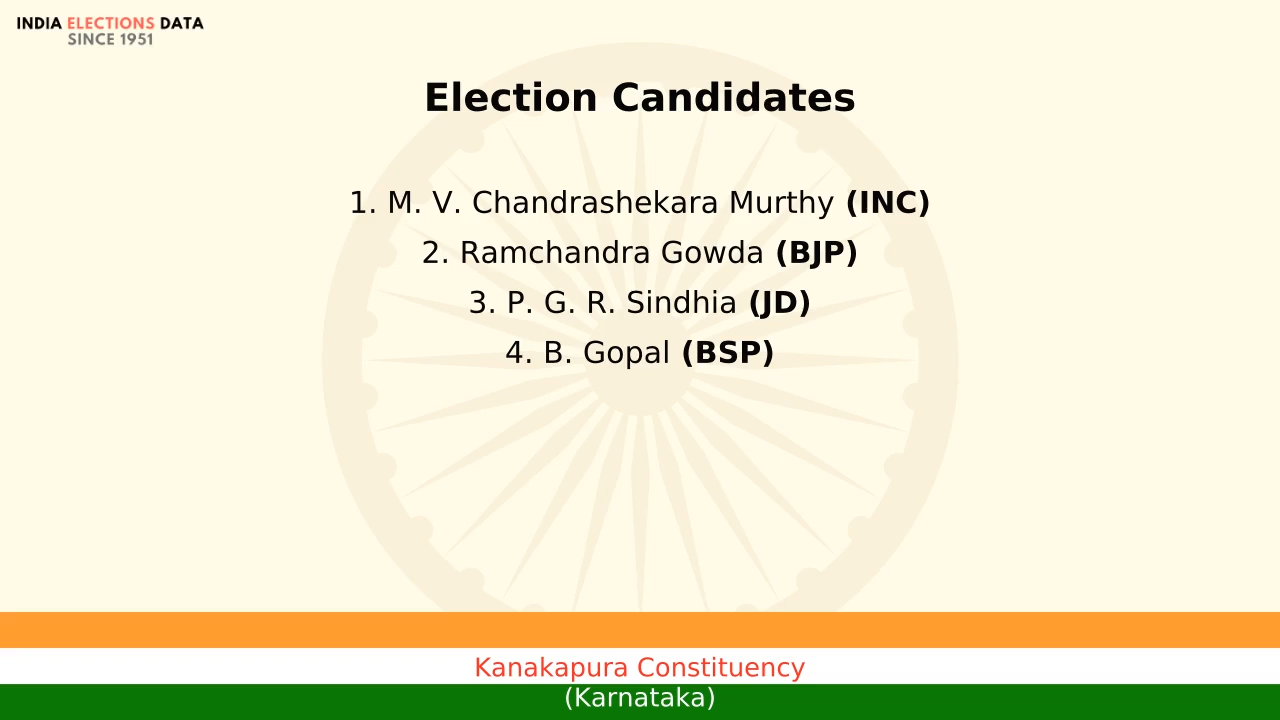 INDIA ELECTIONS DATA
SINCE 1951
Election Candidates
1. M. V. Chandrashekara Murthy (INC)
2. Ramchandra Gowda (BJP)
3. P. G. R. Sindhia (JD)
4. B. Gopal (BSP)
Kanakapura Constituency
(Karnataka)